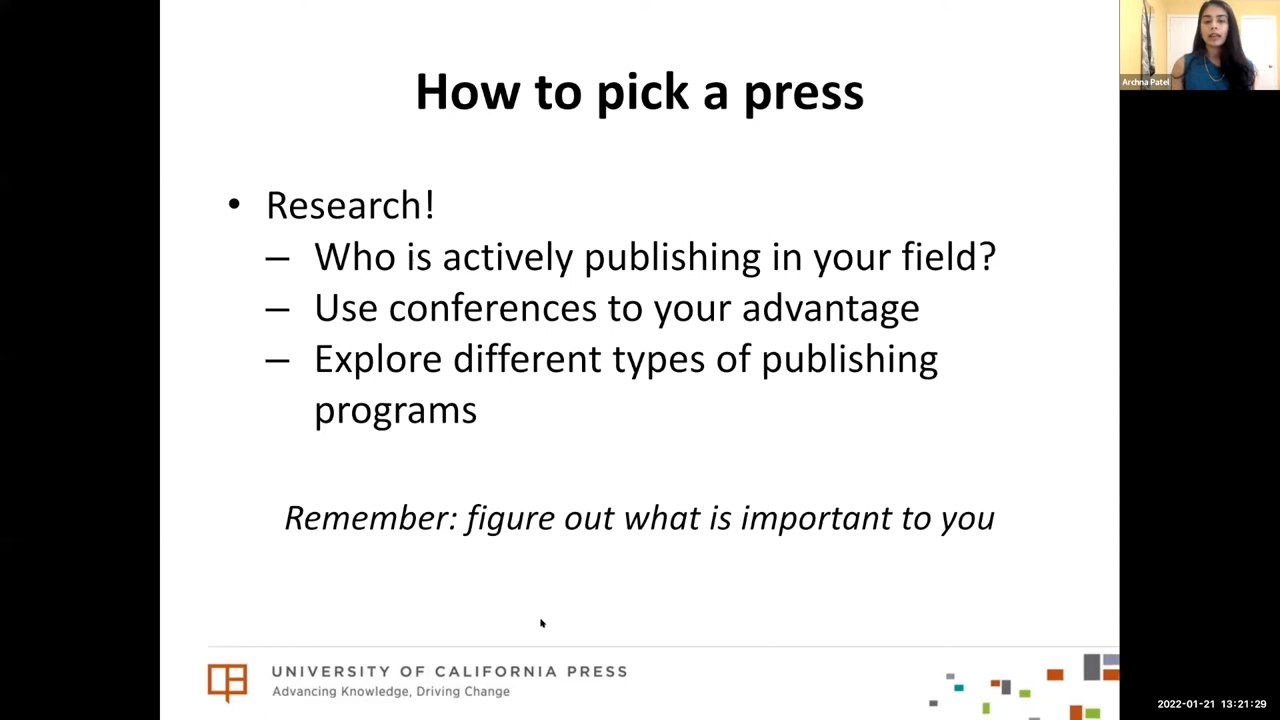 How to pick a press
Archna Patel
• Research!
– Who is actively publishing in your field?
– Use conferences to your advantage
– Explore different types of publishing
programs
Remember: figure out what is important to you
UNIVERSITY OF CALIFORNIA PRESS
Advancing Knowledge, Driving Change
2022-01-21 13:21:29